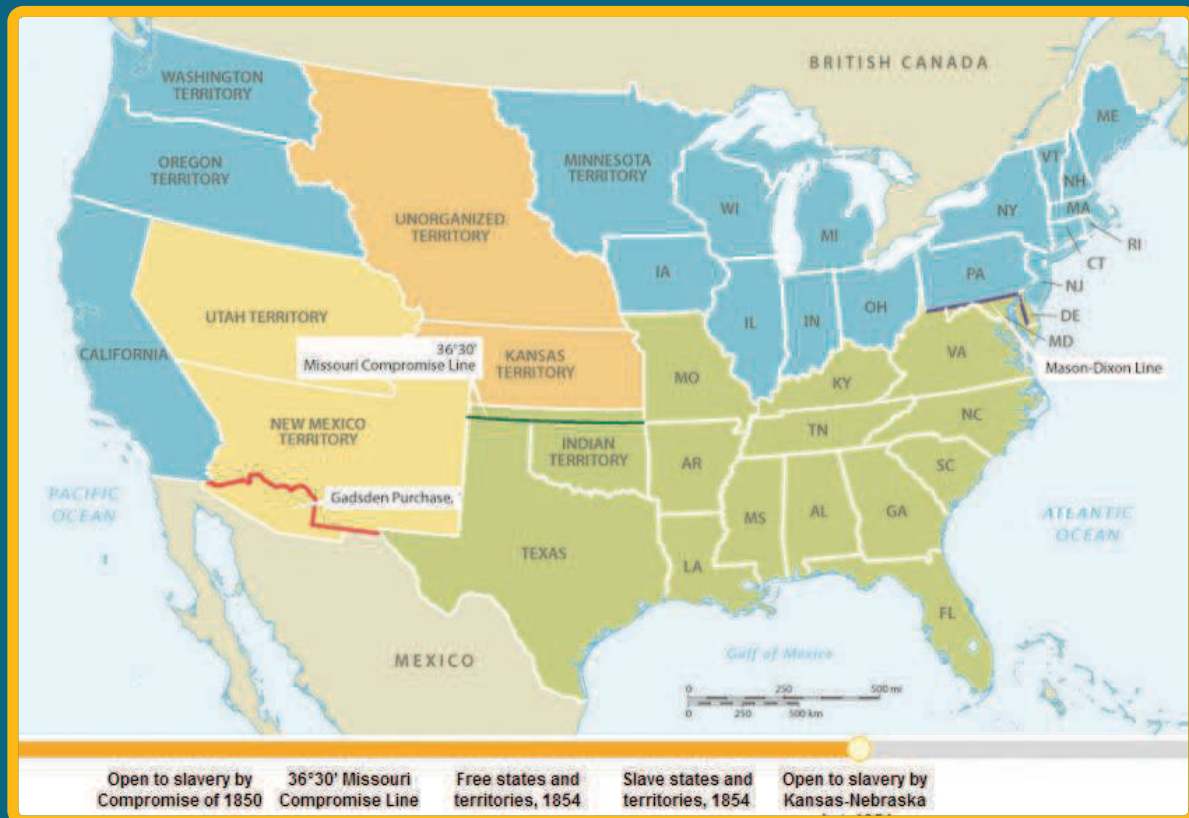 BRITISH CANADA
WASHINGTON
TERRITORY
OREGON
TERRITORY
UNORGANIZED
TERRITORY
MINNESOTA
TERRITORY
ME
VT
NH
MA
NY
RI
CT
WI
MI
PA
NJ
IA
OH
DE
IL
IN
MD
UTAH TERRITORY
CALIFORNIA
36°30'
Missouri Compromise Line
KANSAS
TERRITORY
MO
KY
VA
Mason-Dixon Line
NEW MEXICO
TERRITORY
NC
TN
INDIAN
TERRITORY
AR
SC
Gadsden Purchase,
PACIFIC
OCEAN
MS
AL
GA
ATLANTIC
OCEAN
TEXAS
LA
FL
MEXICO
Gulf of Mexico
0 250 500 mi
0 250 500 km
Open to slavery by
Compromise of 1850
36°30' Missouri
Compromise Line
Free states and
territories, 1854
Slave states and
territories, 1854
Open to slavery by
Kansas-Nebraska